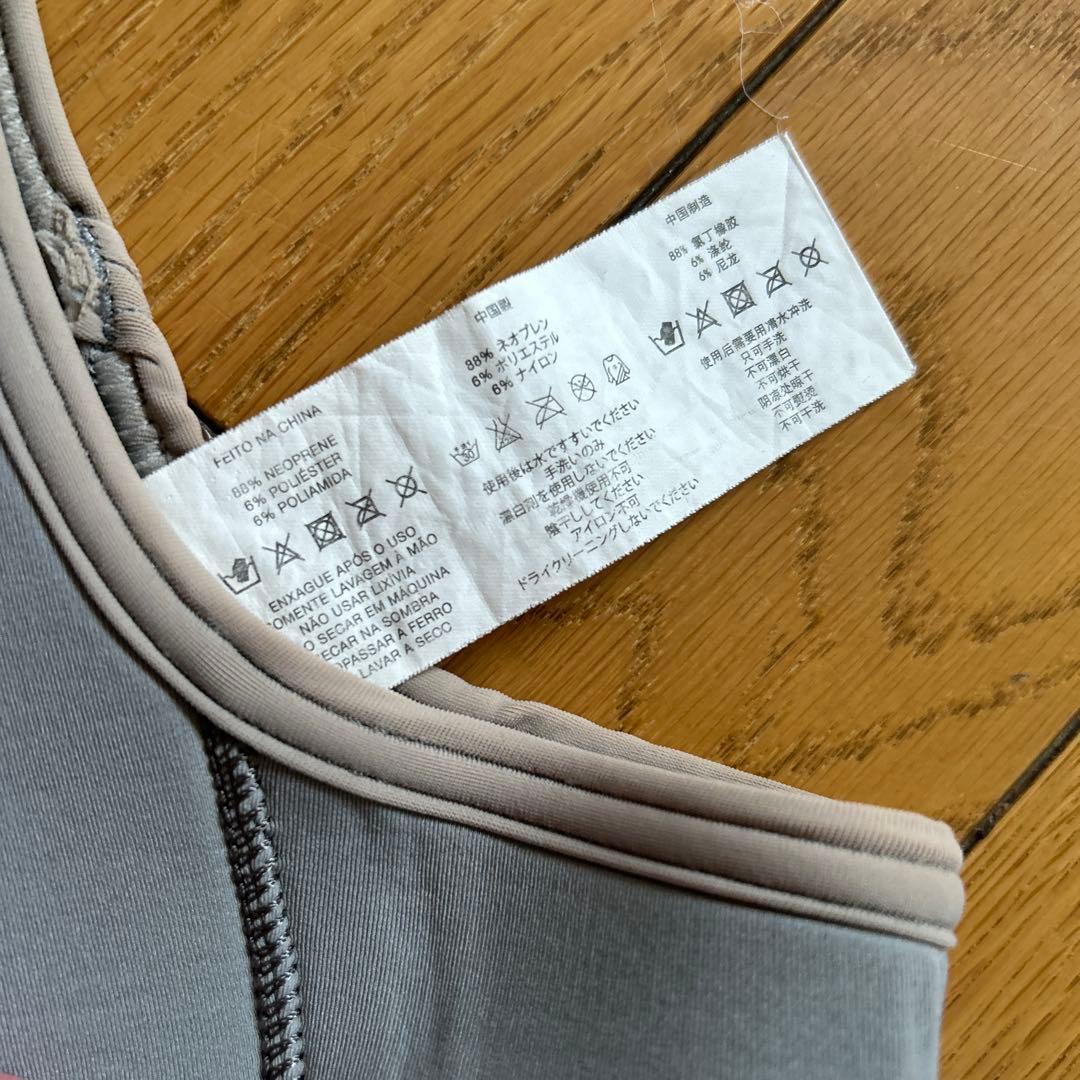 FEITO NA CHINA
88% NEOPRENE
6% POLIÉSTER
6% POLIAMIDA
ENXAGUE APÓS O USO
LAVAGEM À MÃO
NÃO USAR LIXÍVIA
SECAR EM MÁQUINA
NA SOMBRA
A FERRO
LAVAR À SECO
中国製
88% ネオプレン
6% ポリエステル
6% ナイロン
30
使用後は水ですすいでください
手洗いのみ
漂白剤を使用しないでください
乾燥機使用不可
陰干ししてください
アイロン不可
ドライクリーニングしないでください
中国制造
88% 氯丁橡胶
6% 涤纶
6% 尼龙
使用后需要用清水冲洗
只可手洗
不可漂白
不可烘干
阴凉处晾干
不可熨烫
不可干洗